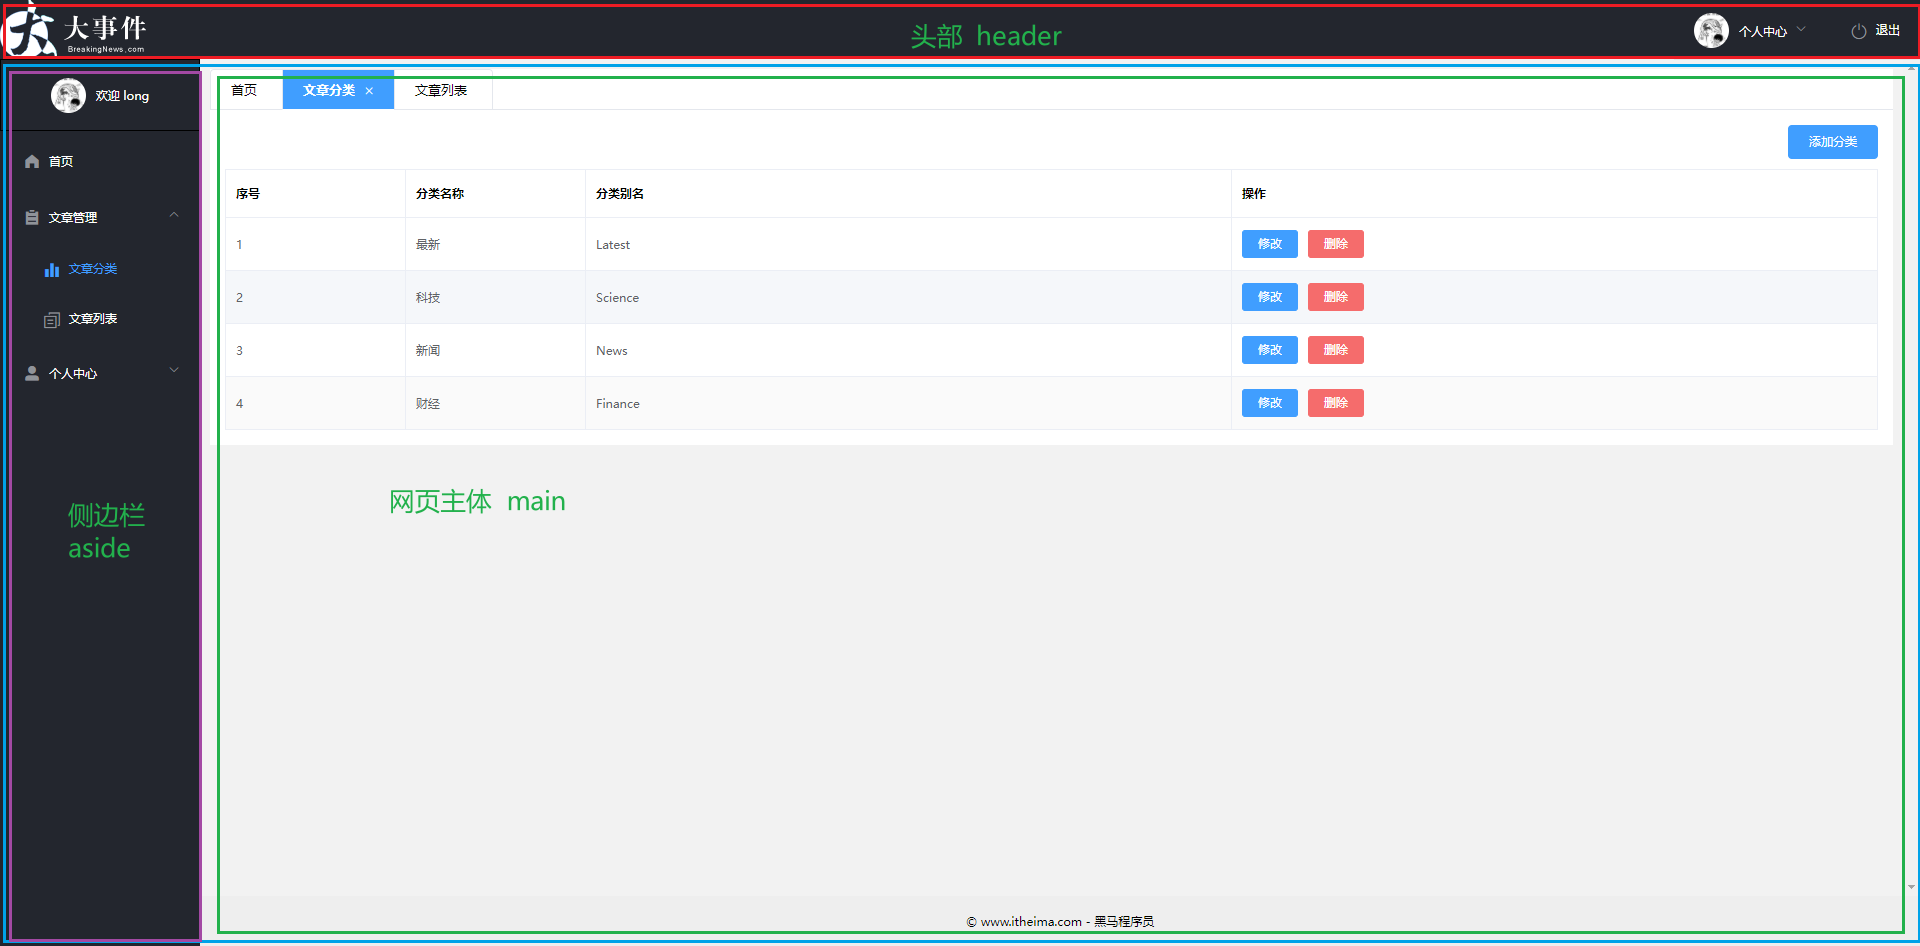 大事件
BreakingNews.com
头部 header
个人中心
退出
欢迎 long
首页
文章管理
文章分类
文章列表
个人中心
侧边栏
aside
首页 文章分类 × 文章列表
添加分类
序号 分类名称 分类别名 操作
1 最新 Latest 修改 删除
2 科技 Science 修改 删除
3 新闻 News 修改 删除
4 财经 Finance 修改 删除
网页主体 main
© www.itheima.com - 黑马程序员